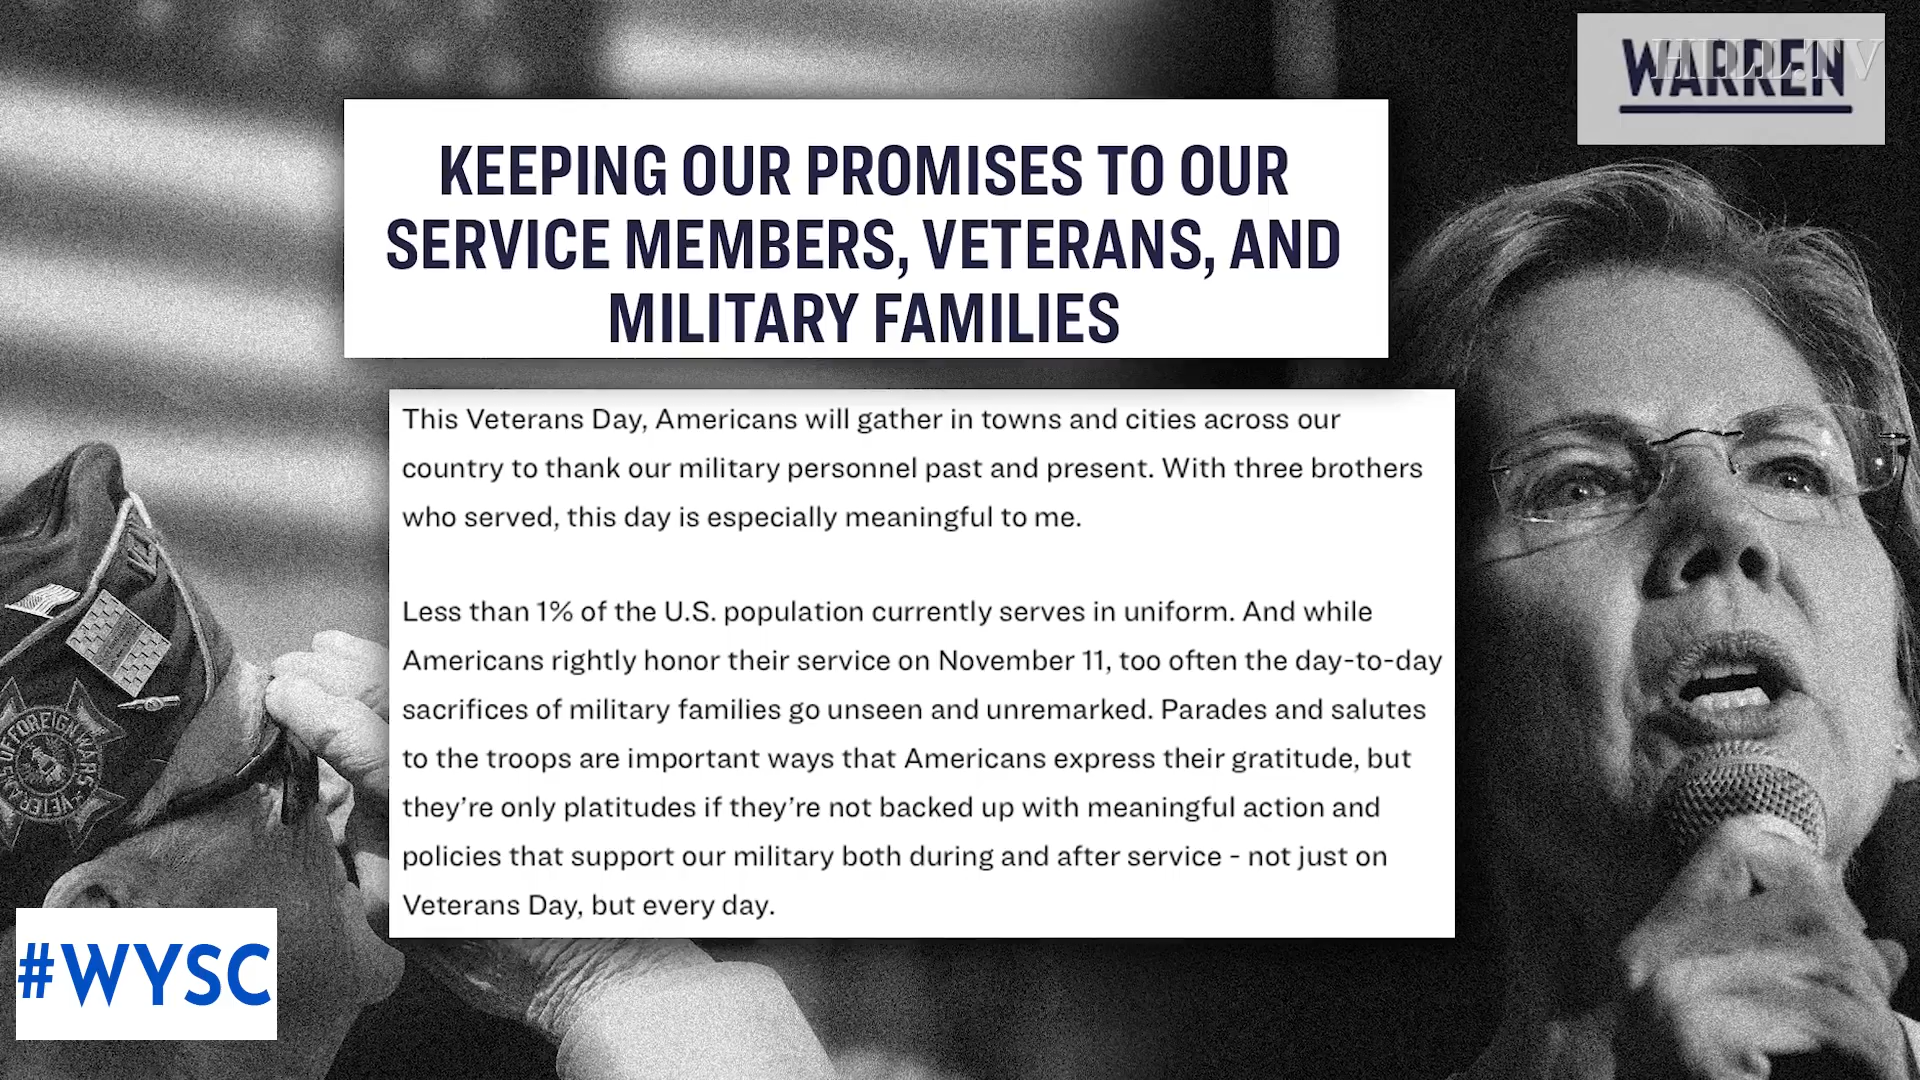 WARREN
HILL.TV
KEEPING OUR PROMISES TO OUR
SERVICE MEMBERS, VETERANS, AND
MILITARY FAMILIES
This Veterans Day, Americans will gather in towns and cities across our
country to thank our military personnel past and present. With three brothers
who served, this day is especially meaningful to me.
Less than 1% of the U.S. population currently serves in uniform. And while
Americans rightly honor their service on November 11, too often the day-to-day
sacrifices of military families go unseen and unremarked. Parades and salutes
to the troops are important ways that Americans express their gratitude, but
they’re only platitudes if they’re not backed up with meaningful action and
policies that support our military both during and after service - not just on
Veterans Day, but every day.
OF FOREIGN WARS
VETERANS
#WYSC